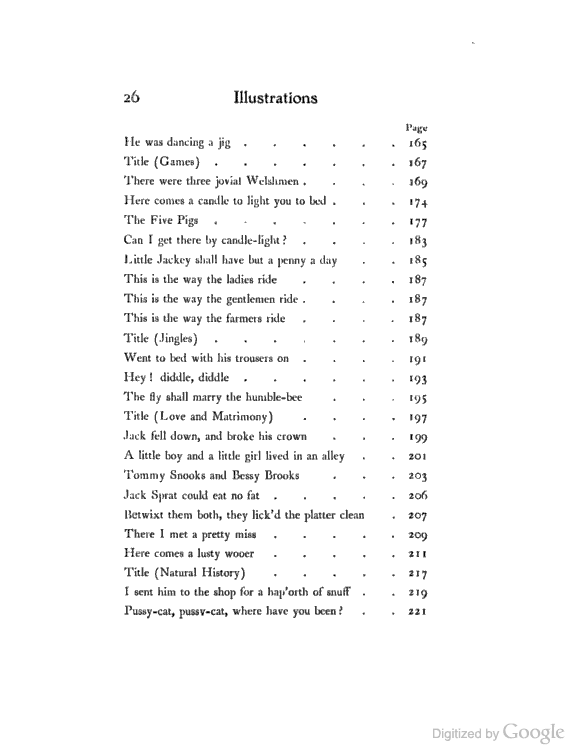 26 Illustrations
Page
He was dancing a jig . . . . . . 165
Title (Games) . . . . . . . 167
There were three jovial Welshmen . . . . 169
Here comes a candle to light you to bed . . . 174
The Five Pigs . . . . . . . 177
Can I get there by candle-light ? . . . . 183
Little Jackey shall have but a penny a day . . 185
This is the way the ladies ride . . . . 187
This is the way the gentlemen ride . . . . 187
This is the way the farmers ride . . . . 187
Title (Jingles) . . . . . . . 189
Went to bed with his trousers on . . . . 191
Hey ! diddle, diddle . . . . . . 193
The fly shall marry the humble-bee . . . 195
Title (Love and Matrimony) . . . . 197
Jack fell down, and broke his crown . . . 199
A little boy and a little girl lived in an alley . . 201
Tommy Snooks and Bessy Brooks . . . 203
Jack Sprat could eat no fat . . . . . 206
Betwixt them both, they lick'd the platter clean . 207
There I met a pretty miss . . . . . 209
Here comes a lusty wooer . . . . . 211
Title (Natural History) . . . . . 217
I sent him to the shop for a hap'orth of snuff . . 219
Pussy-cat, pussy-cat, where have you been ? . . 221
Digitized by Google